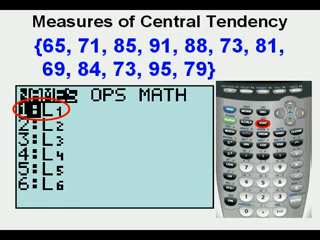 Measures of Central Tendency
{65, 71, 85, 91, 88, 73, 81,
69, 84, 73, 95, 79}
NAMES OPS MATH
1:L1
2:L2
3:L3
4:L4
5:L5
6:L6